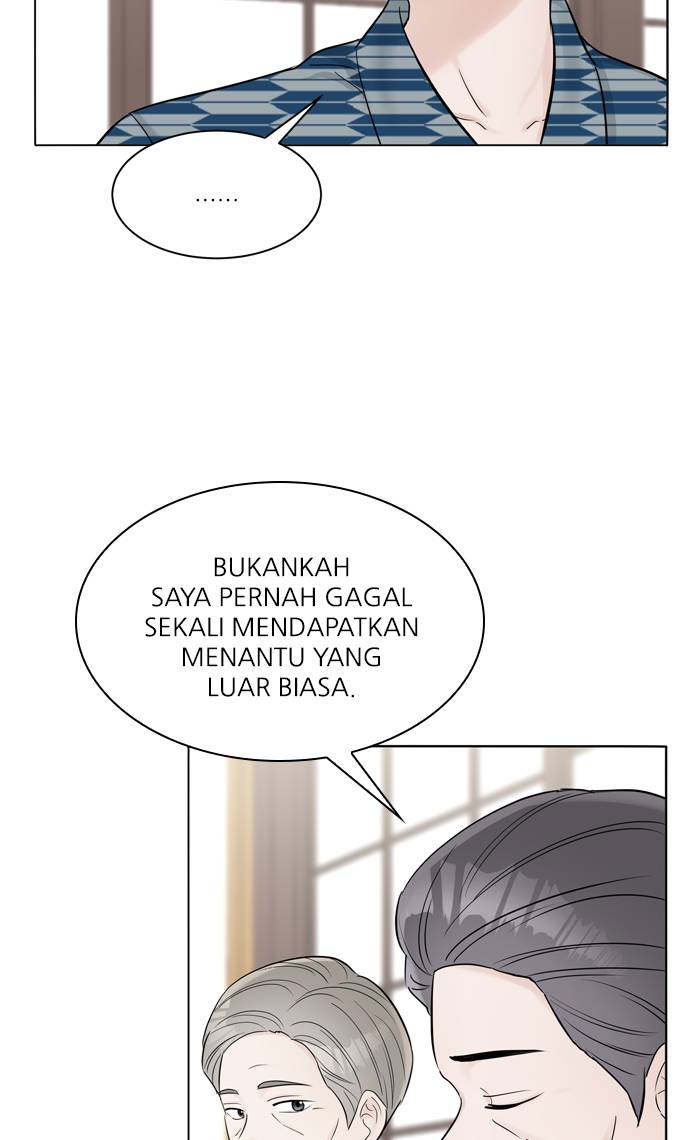 ......
BUKANKAH
SAYA PERNAH GAGAL
SEKALI MENDAPATKAN
MENANTU YANG
LUAR BIASA.